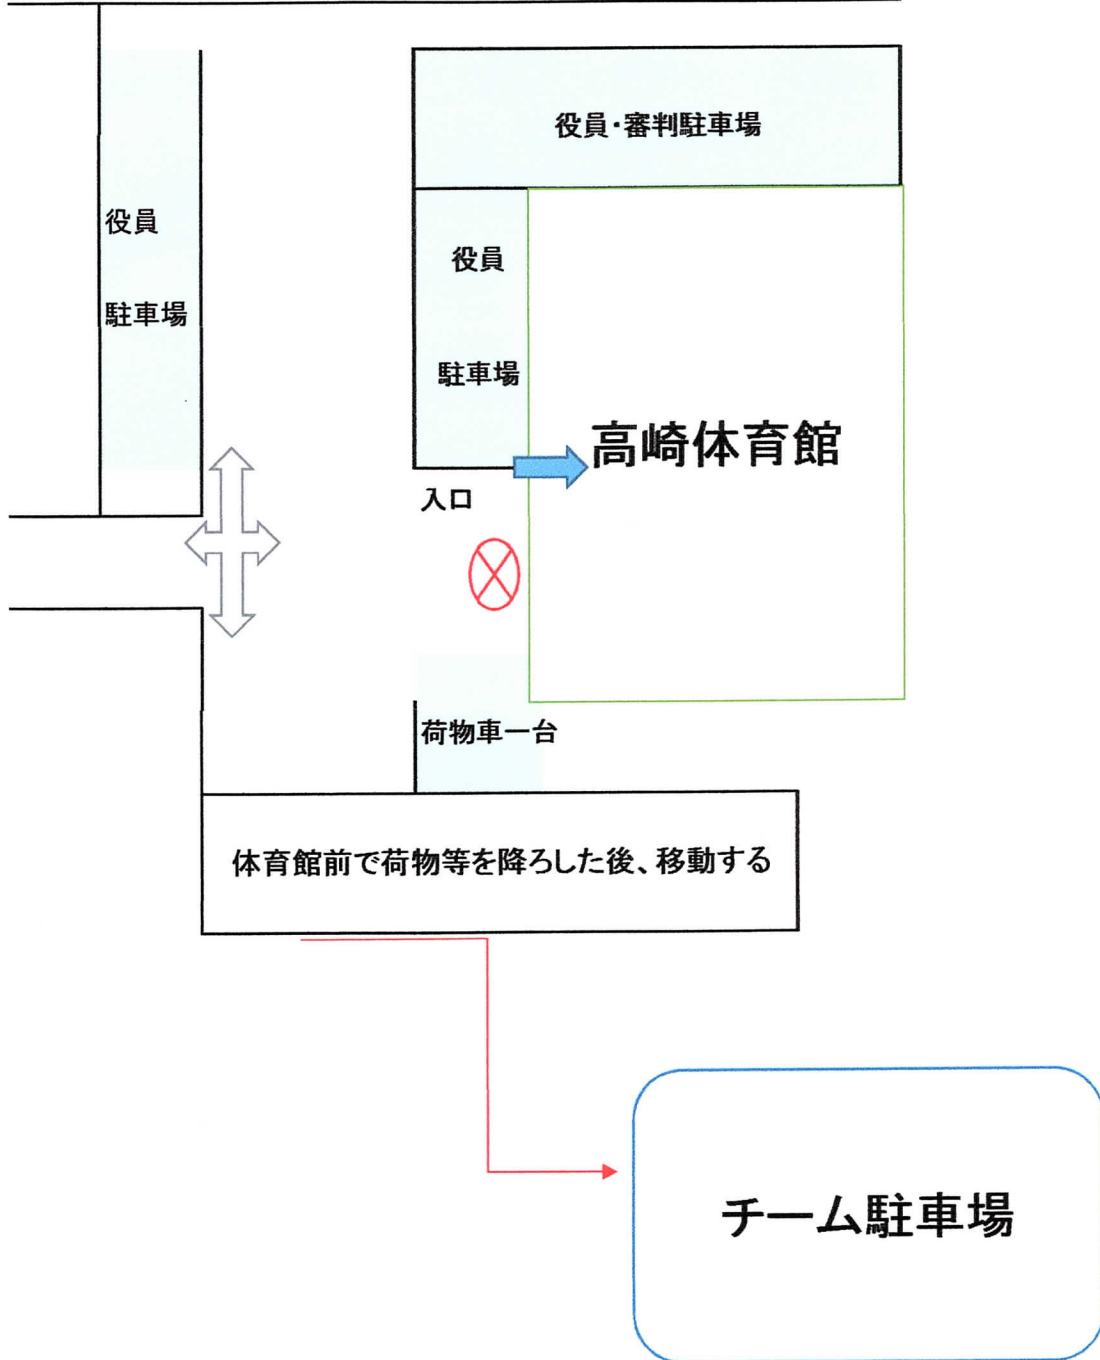 役員・審判駐車場
役員
駐車場
役員
駐車場
高崎体育館
入口
荷物車一台
体育館前で荷物等を降ろした後、移動する
チーム駐車場